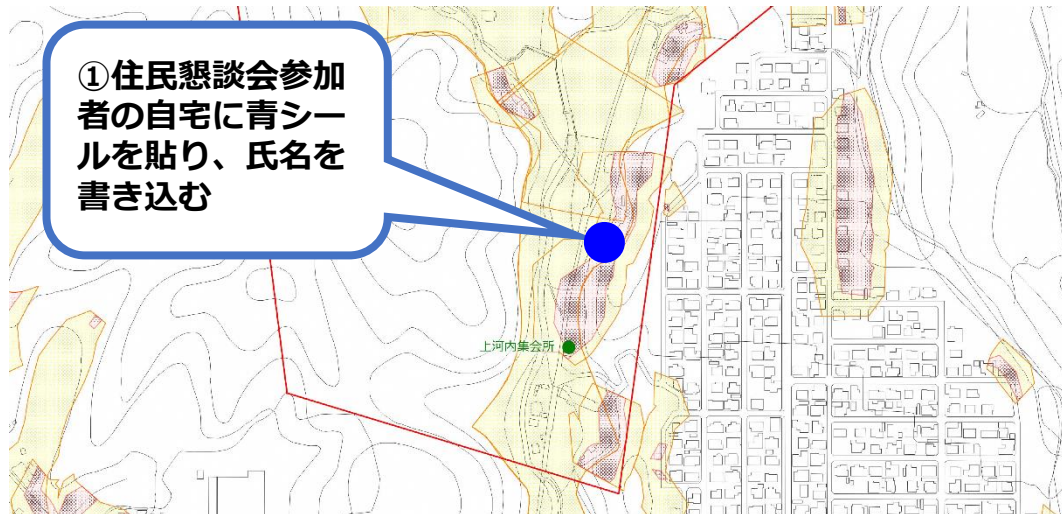 ①住民懇談会参加
者の自宅に青シー
ルを貼り、氏名を
書き込む
上河内集会所